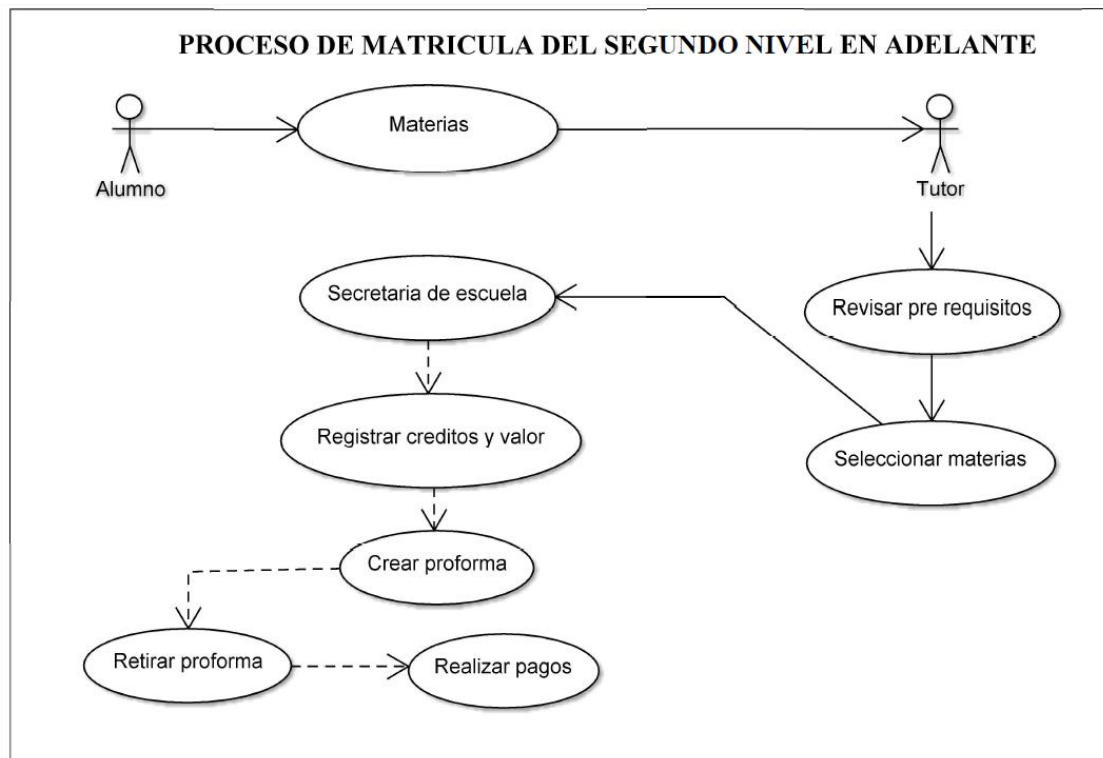 PROCESO DE MATRICULA DEL SEGUNDO NIVEL EN ADELANTE
Materias
Alumno
Tutor
Secretaria de escuela
Revisar pre requisitos
Registrar creditos y valor
Seleccionar materias
Crear proforma
Retirar proforma
Realizar pagos